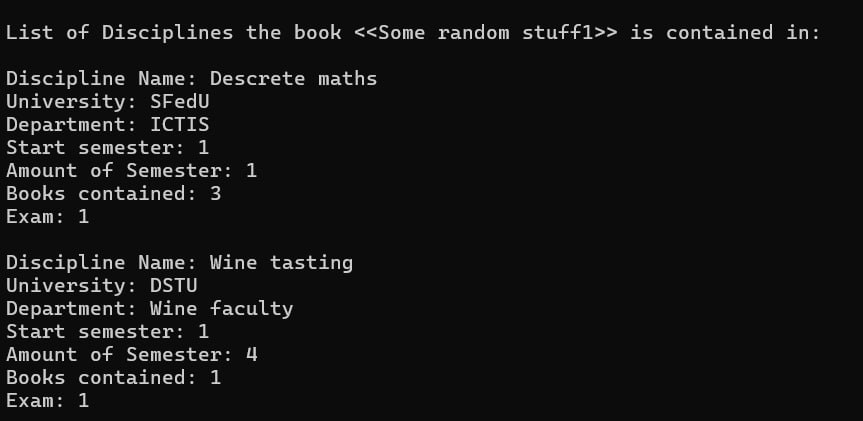 List of Disciplines the book <<Some random stuff1>> is contained in:
Discipline Name: Descrete maths
University: SFedU
Department: ICTIS
Start semester: 1
Amount of Semester: 1
Books contained: 3
Exam: 1
Discipline Name: Wine tasting
University: DSTU
Department: Wine faculty
Start semester: 1
Amount of Semester: 4
Books contained: 1
Exam: 1